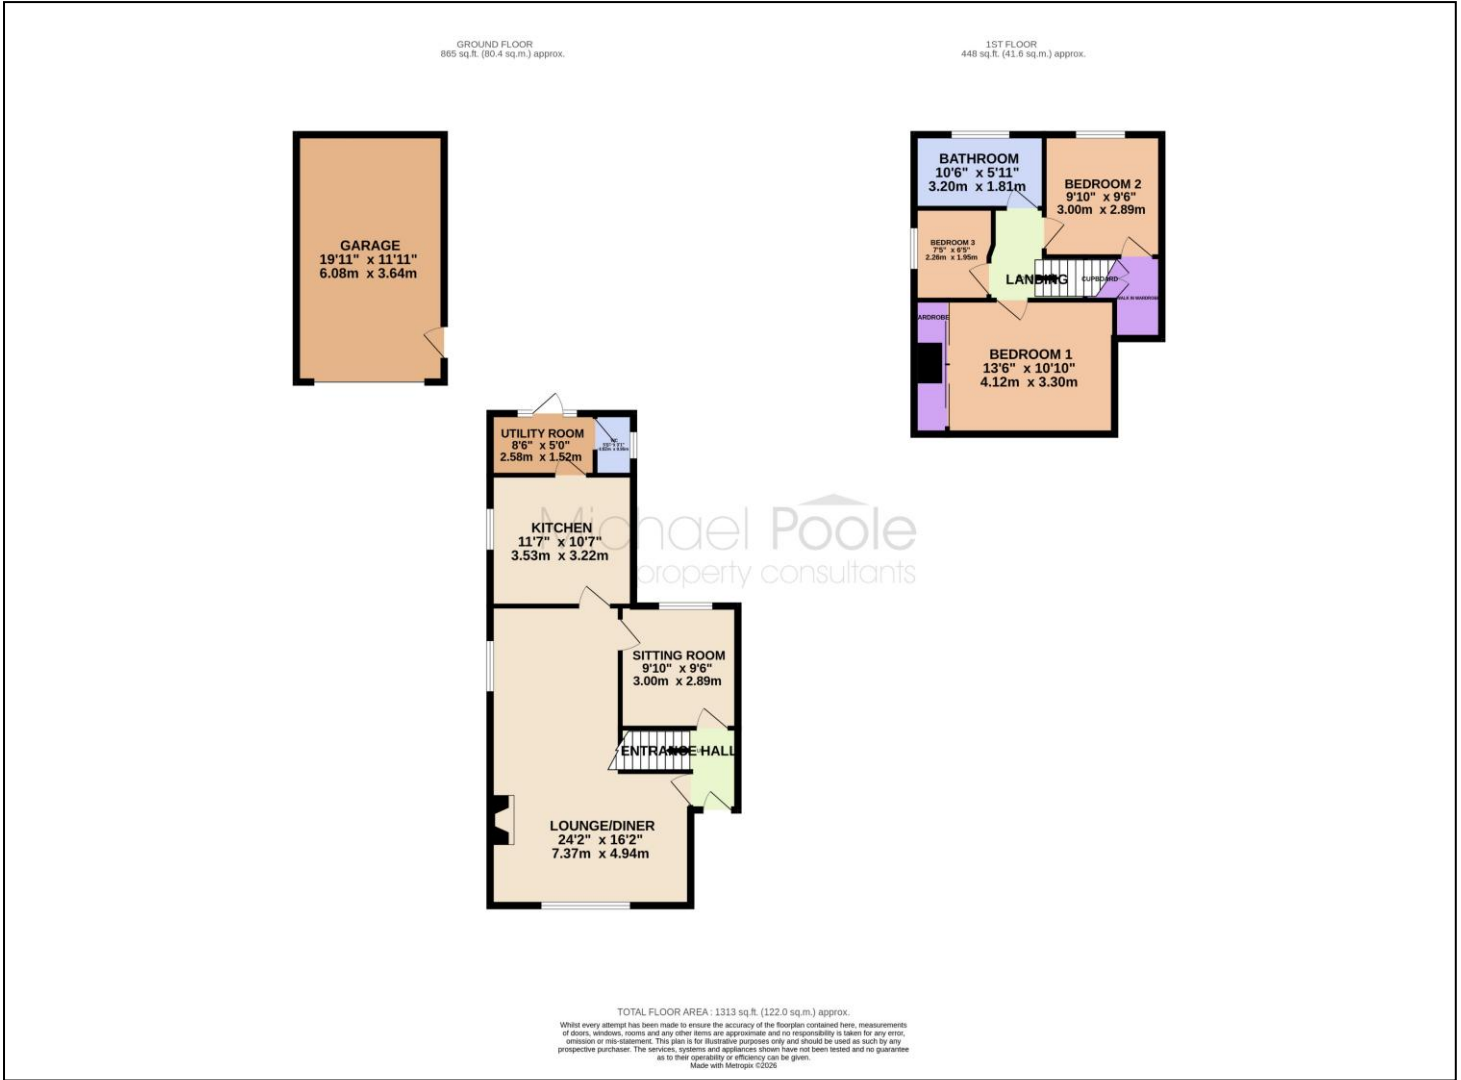 GROUND FLOOR
865 sq.ft. (80.4 sq.m.) approx.
1ST FLOOR
448 sq.ft. (41.6 sq.m.) approx.
GARAGE
19'11" x 11'11"
6.08m x 3.64m
BATHROOM
10'6" x 5'11"
3.20m x 1.81m
BEDROOM 2
9'10" x 9'6"
3.00m x 2.89m
BEDROOM 3
7'5" x 6'5"
2.26m x 1.95m
LANDING
CUPBOARD
WALK IN WARDROBE
ARDROBE
BEDROOM 1
13'6" x 10'10"
4.12m x 3.30m
UTILITY ROOM
8'6" x 5'0"
2.58m x 1.52m
WC
KITCHEN
11'7" x 10'7"
3.53m x 3.22m
Michael Poole
property consultants
SITTING ROOM
9'10" x 9'6"
3.00m x 2.89m
ENTRANCE HALL
LOUNGE/DINER
24'2" x 16'2"
7.37m x 4.94m
TOTAL FLOOR AREA : 1313 sq.ft. (122.0 sq.m.) approx.
Whilst every attempt has been made to ensure the accuracy of the floorplan contained here, measurements
of doors, windows, rooms and any other items are approximate and no responsibility is taken for any error,
omission or mis-statement. This plan is for illustrative purposes only and should be used as such by any
prospective purchaser. The services, systems and appliances shown have not been tested and no guarantee
as to their operability or efficiency can be given.
Made with Metropix ©2026